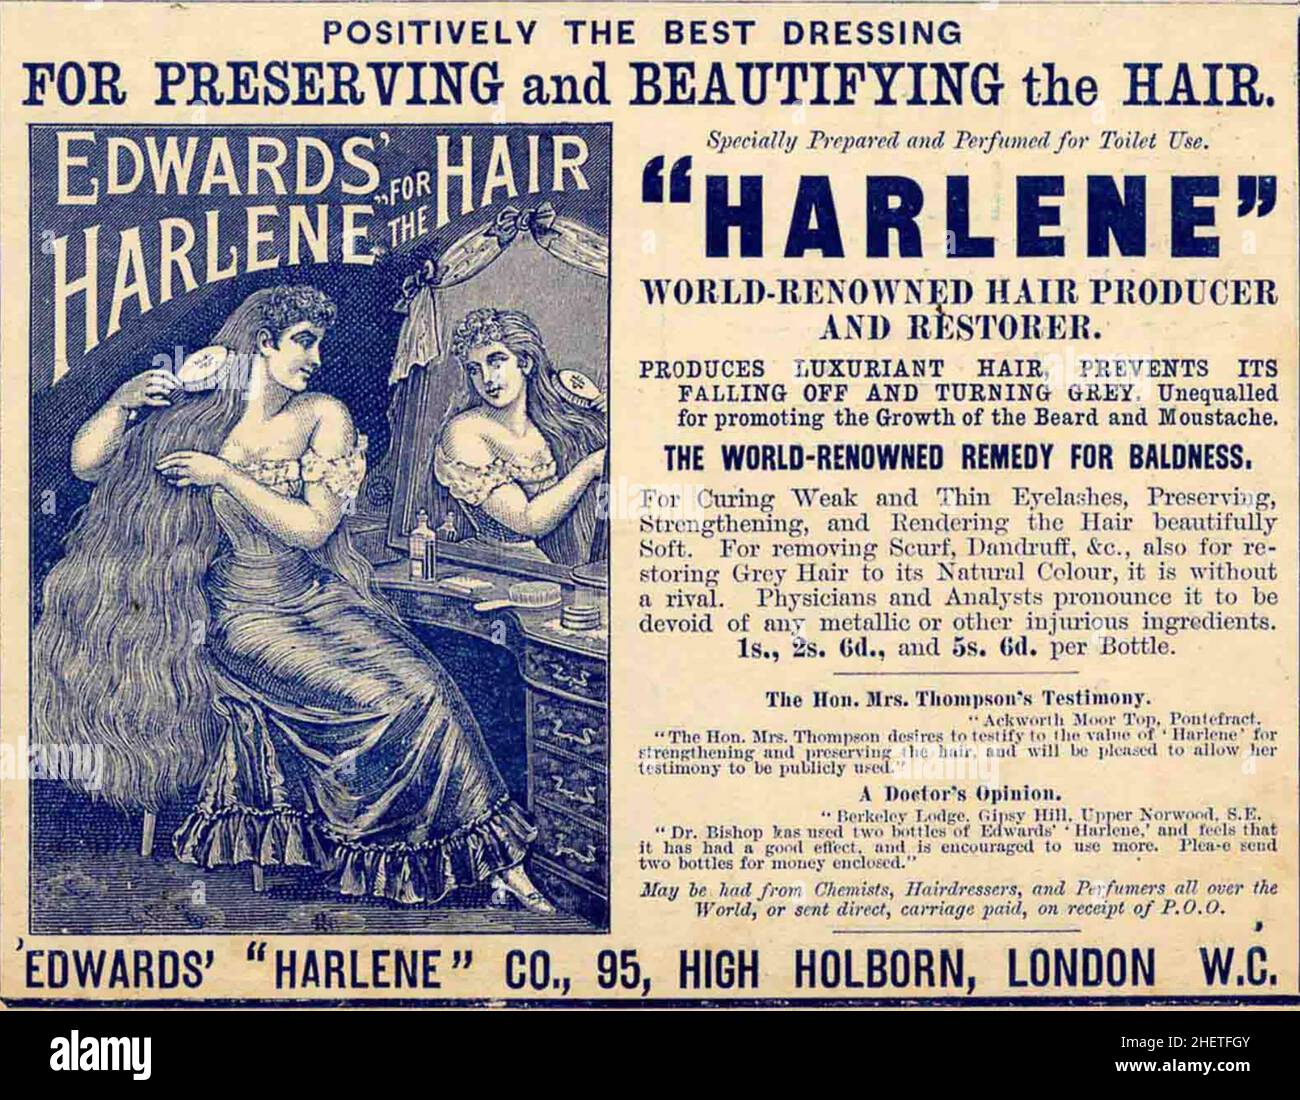 POSITIVELY THE BEST DRESSING
FOR PRESERVING and BEAUTIFYING the HAIR.
EDWARDS'
"HARLENE" FOR THE HAIR
Specially Prepared and Perfumed for Toilet Use.
"HARLENE"
WORLD-RENOWNED HAIR PRODUCER
AND RESTORER.
PRODUCES LUXURIANT HAIR, PREVENTS ITS
FALLING OFF AND TURNING GREY. Unequalled
for promoting the Growth of the Beard and Moustache.
THE WORLD-RENOWNED REMEDY FOR BALDNESS.
For Curing Weak and Thin Eyelashes, Preserving,
Strengthening, and Rendering the Hair beautifully
Soft. For removing Scurf, Dandruff, &c., also for re-
storing Grey Hair to its Natural Colour, it is without
a rival. Physicians and Analysts pronounce it to be
devoid of any metallic or other injurious ingredients.
1s., 2s. 6d., and 5s. 6d. per Bottle.
The Hon. Mrs. Thompson's Testimony.
"Ackworth Moor Top, Pontefract.
"The Hon. Mrs. Thompson desires to testify to the value of 'Harlene' for
strengthening and preserving the hair, and will be pleased to allow her
testimony to be publicly used."
A Doctor's Opinion.
"Berkeley Lodge, Gipsy Hill, Upper Norwood, S.E.
"Dr. Bishop has used two bottles of Edwards' 'Harlene,' and feels that
it has had a good effect, and is encouraged to use more. Please send
two bottles for money enclosed."
May be had from Chemists, Hairdressers, and Perfumers all over the
World, or sent direct, carriage paid, on receipt of P.O.O.
EDWARDS' "HARLENE" CO., 95, HIGH HOLBORN, LONDON W.C.
alamy
Image ID: 2HETFGY
www.alamy.com